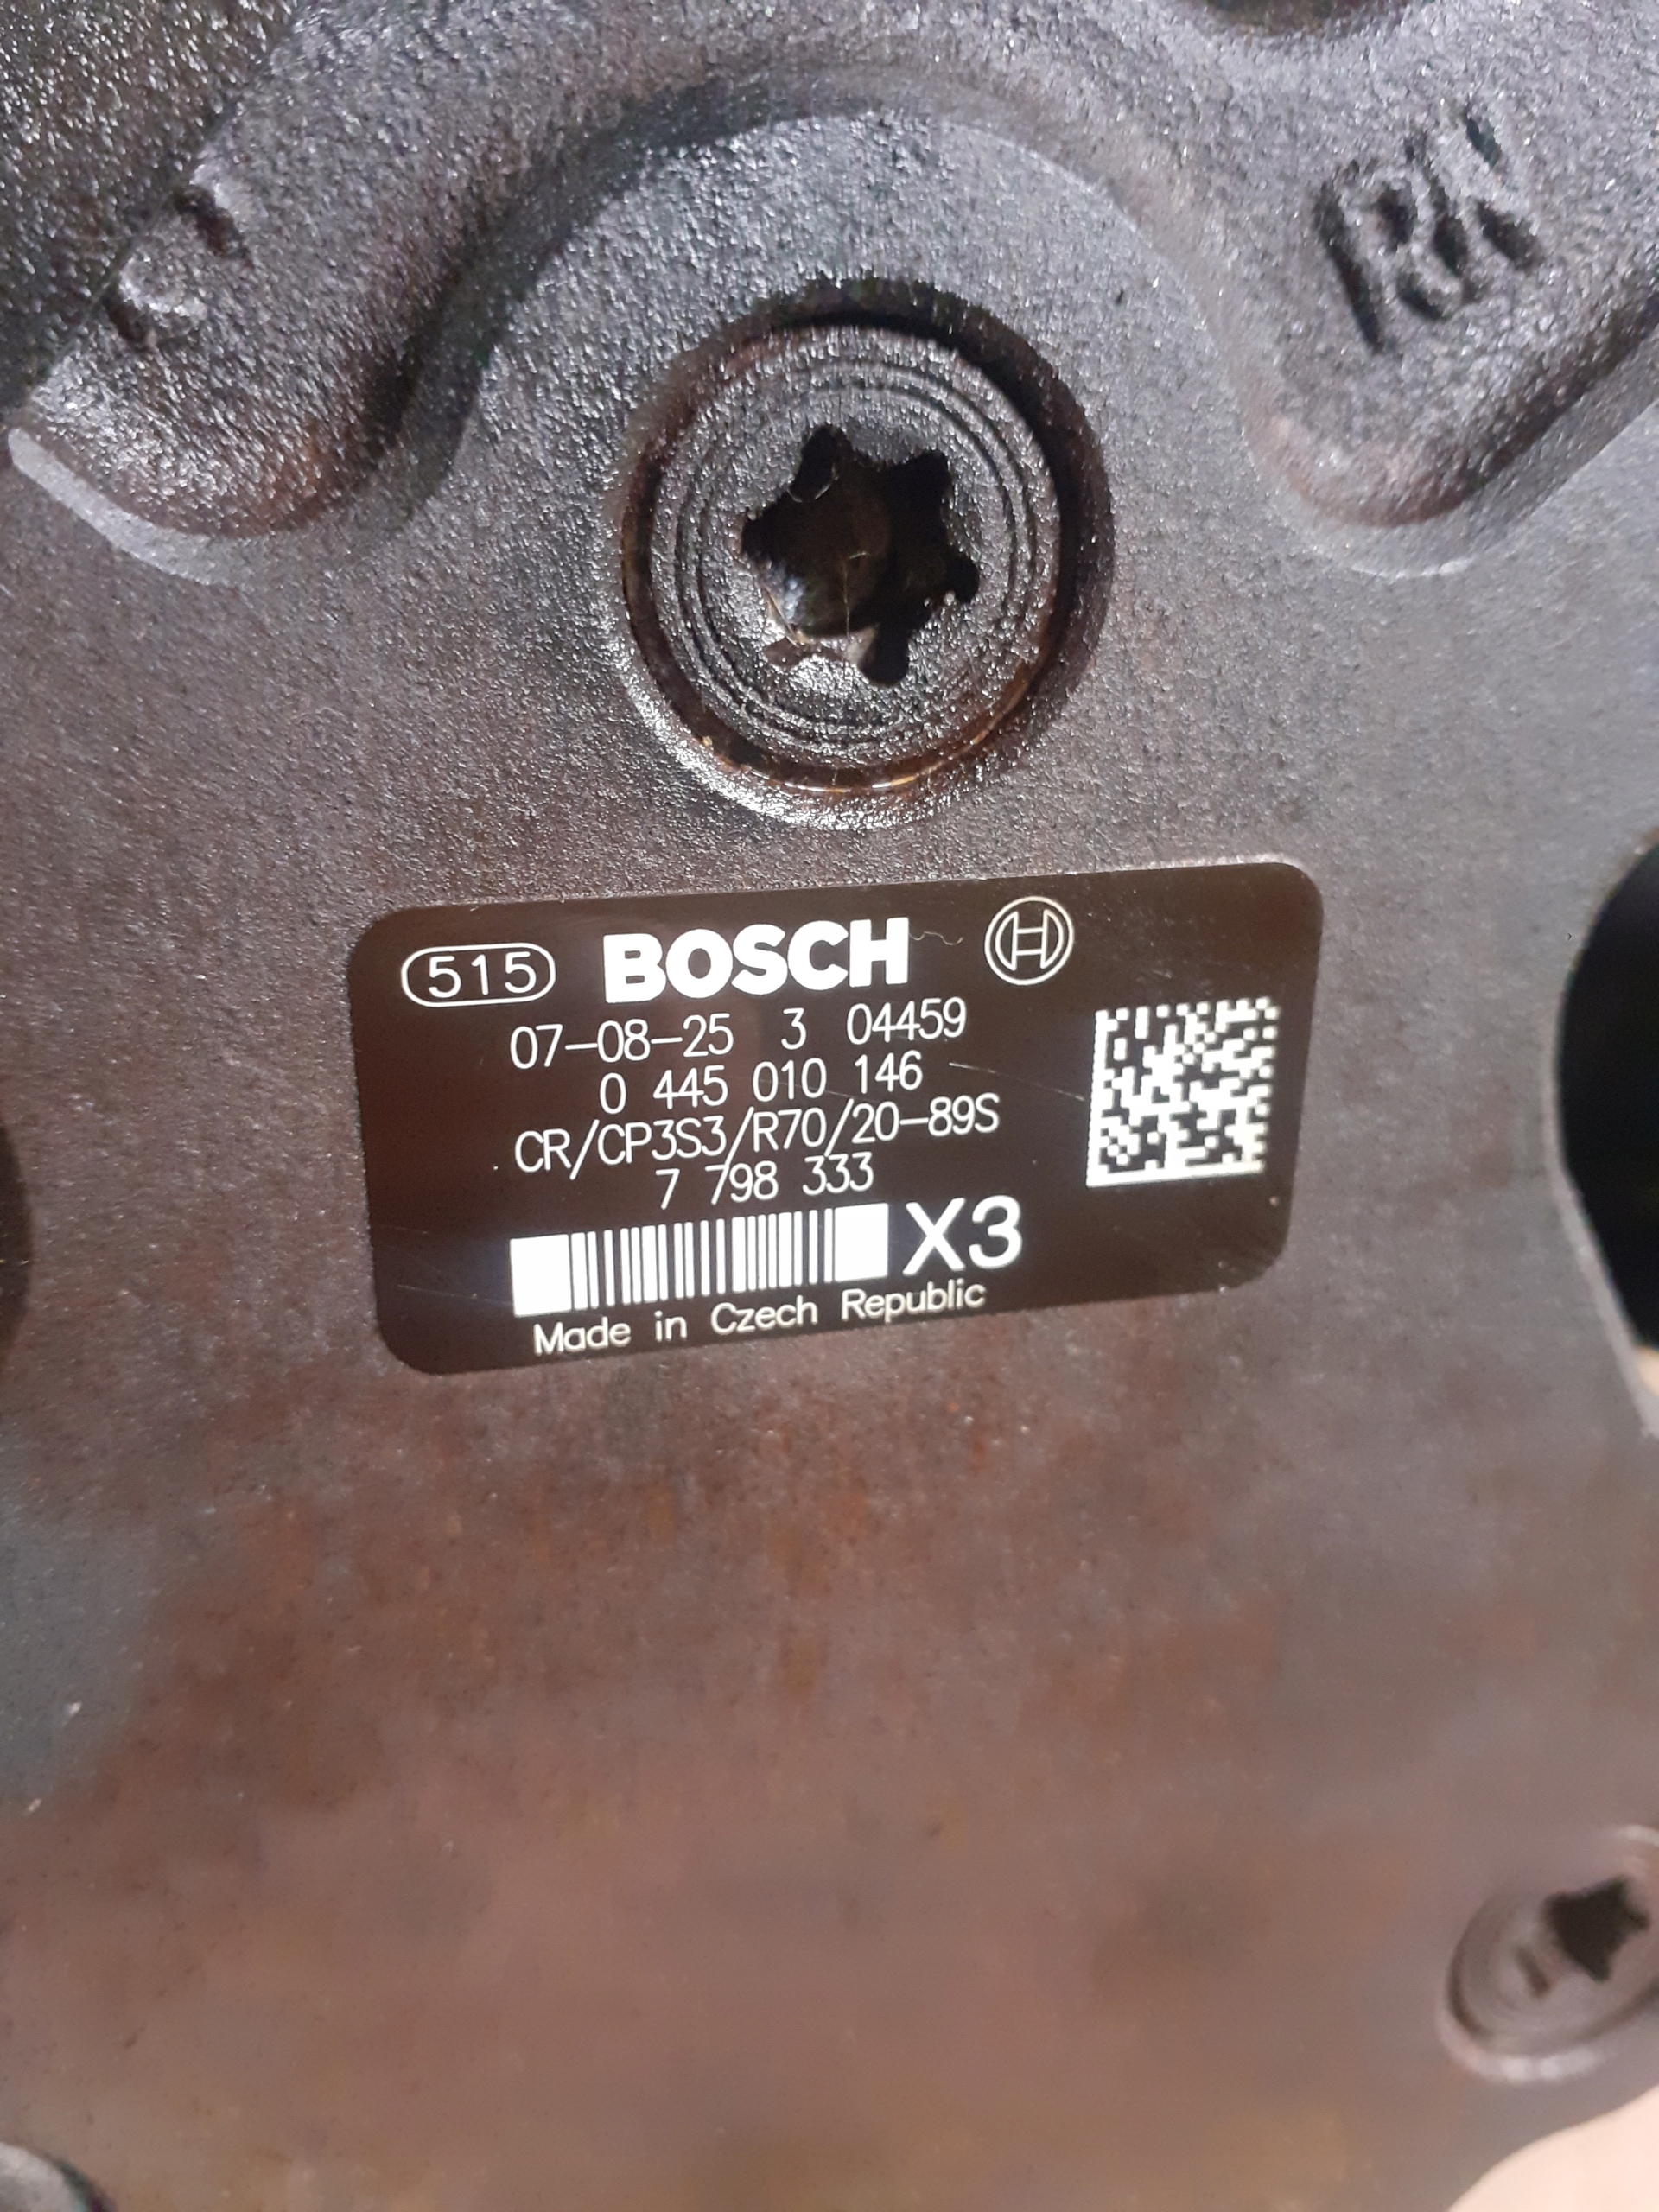 515 BOSCH
07-08-25 3 04459
0 445 010 146
CR/CP3S3/R70/20-89S
7 798 333
X3
Made in Czech Republic